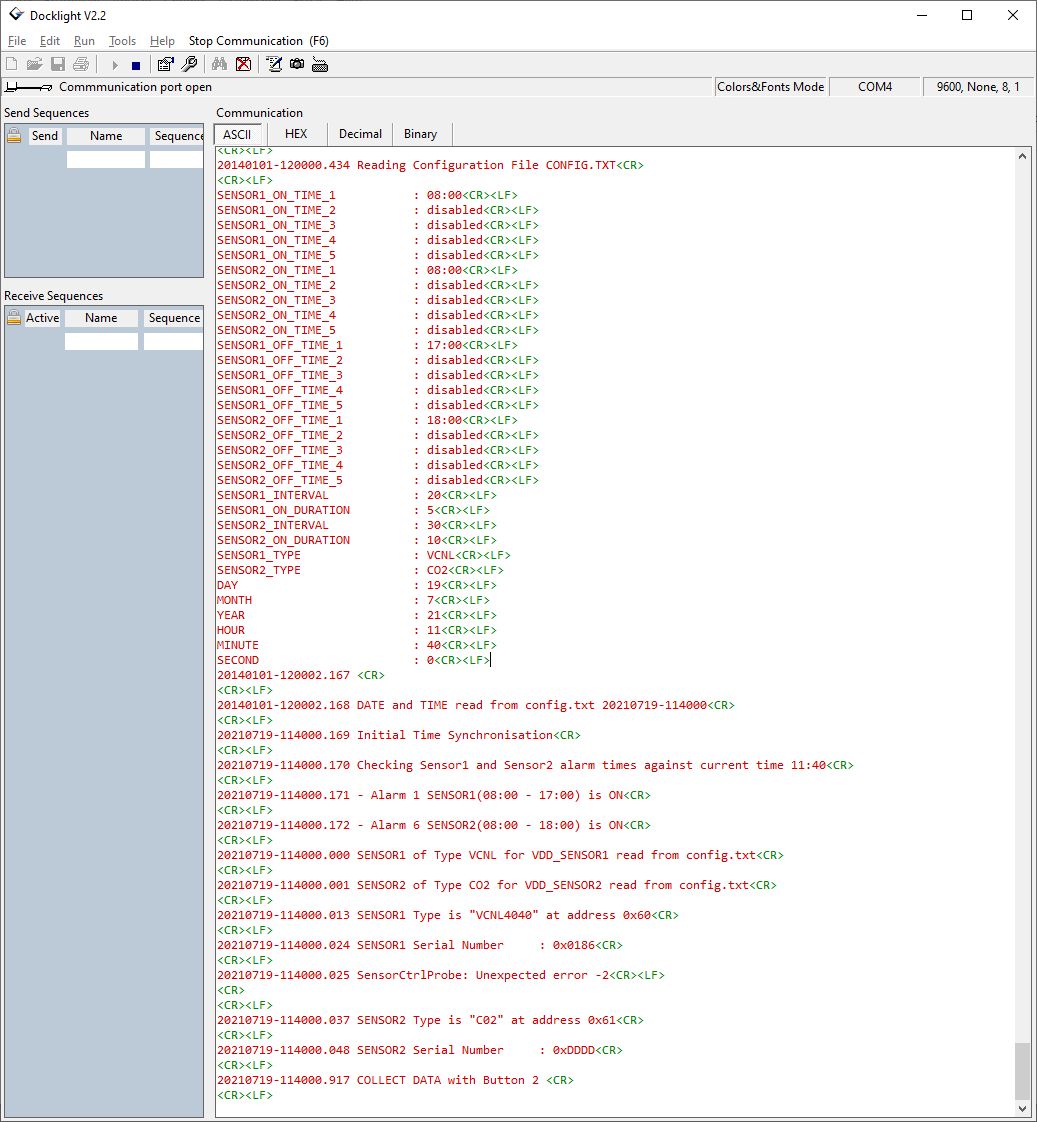 Docklight V2.2
File Edit Run Tools Help Stop Communication (F6)
Commmunication port open
Colors&Fonts Mode
COM4
9600, None, 8, 1
Send Sequences
Send Name Sequence
Receive Sequences
Active Name Sequence
Communication
ASCII HEX Decimal Binary
<CR><LF>
20140101-120000.434 Reading Configuration File CONFIG.TXT<CR>
<CR><LF>
SENSOR1_ON_TIME_1 : 08:00<CR><LF>
SENSOR1_ON_TIME_2 : disabled<CR><LF>
SENSOR1_ON_TIME_3 : disabled<CR><LF>
SENSOR1_ON_TIME_4 : disabled<CR><LF>
SENSOR1_ON_TIME_5 : disabled<CR><LF>
SENSOR2_ON_TIME_1 : 08:00<CR><LF>
SENSOR2_ON_TIME_2 : disabled<CR><LF>
SENSOR2_ON_TIME_3 : disabled<CR><LF>
SENSOR2_ON_TIME_4 : disabled<CR><LF>
SENSOR2_ON_TIME_5 : disabled<CR><LF>
SENSOR1_OFF_TIME_1 : 17:00<CR><LF>
SENSOR1_OFF_TIME_2 : disabled<CR><LF>
SENSOR1_OFF_TIME_3 : disabled<CR><LF>
SENSOR1_OFF_TIME_4 : disabled<CR><LF>
SENSOR1_OFF_TIME_5 : disabled<CR><LF>
SENSOR2_OFF_TIME_1 : 18:00<CR><LF>
SENSOR2_OFF_TIME_2 : disabled<CR><LF>
SENSOR2_OFF_TIME_3 : disabled<CR><LF>
SENSOR2_OFF_TIME_4 : disabled<CR><LF>
SENSOR2_OFF_TIME_5 : disabled<CR><LF>
SENSOR1_INTERVAL : 20<CR><LF>
SENSOR1_ON_DURATION : 5<CR><LF>
SENSOR2_INTERVAL : 30<CR><LF>
SENSOR2_ON_DURATION : 10<CR><LF>
SENSOR1_TYPE : VCNL<CR><LF>
SENSOR2_TYPE : CO2<CR><LF>
DAY : 19<CR><LF>
MONTH : 7<CR><LF>
YEAR : 21<CR><LF>
HOUR : 11<CR><LF>
MINUTE : 40<CR><LF>
SECOND : 0<CR><LF>
20140101-120002.167 <CR>
<CR><LF>
20140101-120002.168 DATE and TIME read from config.txt 20210719-114000<CR>
<CR><LF>
20210719-114000.169 Initial Time Synchronisation<CR>
<CR><LF>
20210719-114000.170 Checking Sensor1 and Sensor2 alarm times against current time 11:40<CR>
<CR><LF>
20210719-114000.171 - Alarm 1 SENSOR1(08:00 - 17:00) is ON<CR>
<CR><LF>
20210719-114000.172 - Alarm 6 SENSOR2(08:00 - 18:00) is ON<CR>
<CR><LF>
20210719-114000.000 SENSOR1 of Type VCNL for VDD_SENSOR1 read from config.txt<CR>
<CR><LF>
20210719-114000.001 SENSOR2 of Type CO2 for VDD_SENSOR2 read from config.txt<CR>
<CR><LF>
20210719-114000.013 SENSOR1 Type is "VCNL4040" at address 0x60<CR>
<CR><LF>
20210719-114000.024 SENSOR1 Serial Number : 0x0186<CR>
<CR><LF>
20210719-114000.025 SensorCtrlProbe: Unexpected error -2<CR><LF>
<CR>
<CR><LF>
20210719-114000.037 SENSOR2 Type is "C02" at address 0x61<CR>
<CR><LF>
20210719-114000.048 SENSOR2 Serial Number : 0xDDDD<CR>
<CR><LF>
20210719-114000.917 COLLECT DATA with Button 2 <CR>
<CR><LF>